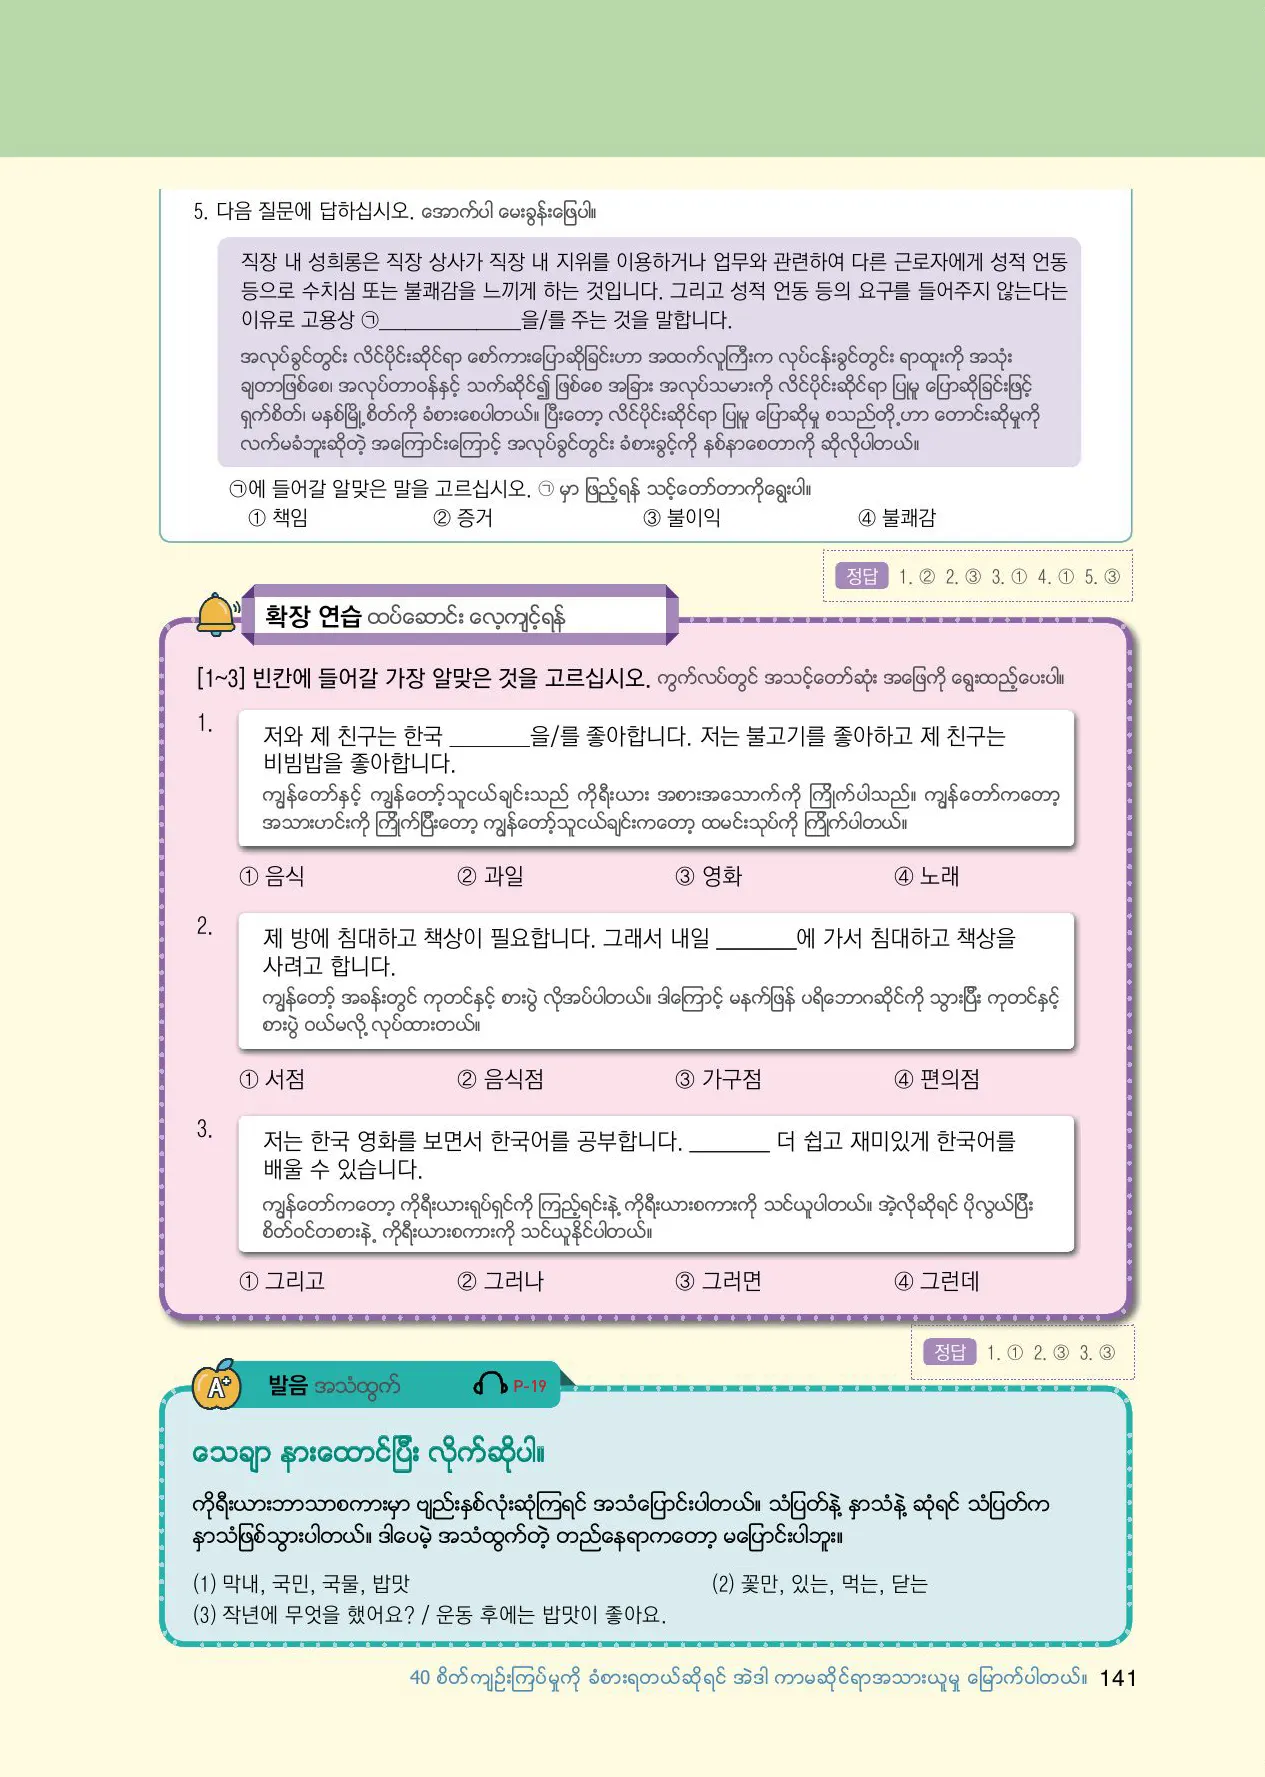 5. 다음 질문에 답하십시오. အောက်ပါ မေးခွန်းဖြေပါ။
직장 내 성희롱은 직장 상사가 직장 내 지위를 이용하거나 업무와 관련하여 다른 근로자에게 성적 언동
등으로 수치심 또는 불쾌감을 느끼게 하는 것입니다. 그리고 성적 언동 등의 요구를 들어주지 않는다는
이유로 고용상 ㉠____________을/를 주는 것을 말합니다.
အလုပ်ခွင်တွင်း လိင်ပိုင်းဆိုင်ရာ စော်ကားပြောဆိုခြင်းဟာ အထက်လူကြီးက လုပ်ငန်းခွင်တွင်း ရာထူးကို အသုံး
ချတာဖြစ်စေ၊ အလုပ်တာဝန်နှင့် သက်ဆိုင်၍ ဖြစ်စေ အခြား အလုပ်သမားကို လိင်ပိုင်းဆိုင်ရာ ပြုမူ ပြောဆိုခြင်းဖြင့်
ရှက်စိတ်၊ မနှစ်မြို့စိတ်ကို ခံစားစေပါတယ်။ ပြီးတော့ လိင်ပိုင်းဆိုင်ရာ ပြုမူ ပြောဆိုမှု စသည်တို့ဟာ တောင်းဆိုမှုကို
လက်မခံဘူးဆိုတဲ့ အကြောင်းကြောင့် အလုပ်ခွင်တွင်း ခံစားခွင့်ကို နစ်နာစေတာကို ဆိုလိုပါတယ်။
㉠에 들어갈 알맞은 말을 고르십시오. ㉠ မှာ ဖြည့်ရန် သင့်တော်တာကိုရွေးပါ။
① 책임 ② 증거 ③ 불이익 ④ 불쾌감
정답 1. ② 2. ③ 3. ① 4. ① 5. ③
확장 연습 ထပ်ဆောင်း လေ့ကျင့်ရန်
[1~3] 빈칸에 들어갈 가장 알맞은 것을 고르십시오. ကွက်လပ်တွင် အသင့်တော်ဆုံး အဖြေကို ရွေးထည့်ပေးပါ။
1.
저와 제 친구는 한국 _______을/를 좋아합니다. 저는 불고기를 좋아하고 제 친구는
비빔밥을 좋아합니다.
ကျွန်တော်နှင့် ကျွန်တော့်သူငယ်ချင်းသည် ကိုရီးယား အစားအသောက်ကို ကြိုက်ပါသည်။ ကျွန်တော်ကတော့
အသားဟင်းကို ကြိုက်ပြီးတော့ ကျွန်တော့်သူငယ်ချင်းကတော့ ထမင်းသုပ်ကို ကြိုက်ပါတယ်။
① 음식 ② 과일 ③ 영화 ④ 노래
2.
제 방에 침대하고 책상이 필요합니다. 그래서 내일 _______에 가서 침대하고 책상을
사려고 합니다.
ကျွန်တော့် အခန်းတွင် ကုတင်နှင့် စားပွဲ လိုအပ်ပါတယ်။ ဒါကြောင့် မနက်ဖြန် ပရိဘောဂဆိုင်ကို သွားပြီး ကုတင်နှင့်
စားပွဲ ဝယ်မလို့ လုပ်ထားတယ်။
① 서점 ② 음식점 ③ 가구점 ④ 편의점
3.
저는 한국 영화를 보면서 한국어를 공부합니다. _______ 더 쉽고 재미있게 한국어를
배울 수 있습니다.
ကျွန်တော်ကတော့ ကိုရီးယားရုပ်ရှင်ကို ကြည့်ရင်းနဲ့ ကိုရီးယားစကားကို သင်ယူပါတယ်။ အဲ့လိုဆိုရင် ပိုလွယ်ပြီး
စိတ်ဝင်တစားနဲ့ ကိုရီးယားစကားကို သင်ယူနိုင်ပါတယ်။
① 그리고 ② 그러나 ③ 그러면 ④ 그런데
정답 1. ① 2. ③ 3. ③
A+ 발음 အသံထွက် P-19
သေချာ နားထောင်ပြီး လိုက်ဆိုပါ။
ကိုရီးယားဘာသာစကားမှာ ဗျည်းနှစ်လုံးဆုံကြရင် အသံပြောင်းပါတယ်။ သံပြတ်နဲ့ နှာသံနဲ့ ဆုံရင် သံပြတ်က
နှာသံဖြစ်သွားပါတယ်။ ဒါပေမဲ့ အသံထွက်တဲ့ တည်နေရာကတော့ မပြောင်းပါဘူး။
(1) 막내, 국민, 국물, 밥맛 (2) 꽃만, 있는, 먹는, 닫는
(3) 작년에 무엇을 했어요? / 운동 후에는 밥맛이 좋아요.
40 စိတ်ကျဉ်းကြပ်မှုကို ခံစားရတယ်ဆိုရင် အဲဒါ ကာမဆိုင်ရာအသားယူမှု မြောက်ပါတယ်။ 141